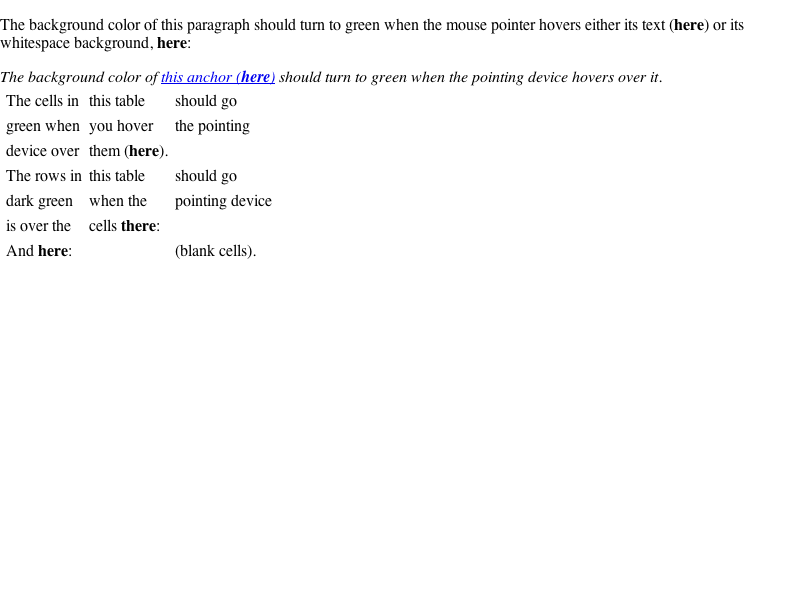 The background color of this paragraph should turn to green when the mouse pointer hovers either its text (here) or its
whitespace background, here:
The background color of this anchor (here) should turn to green when the pointing device hovers over it.
The cells in this table should go
green when you hover the pointing
device over them (here).
The rows in this table should go
dark green when the pointing device
is over the cells there:
And here: (blank cells).